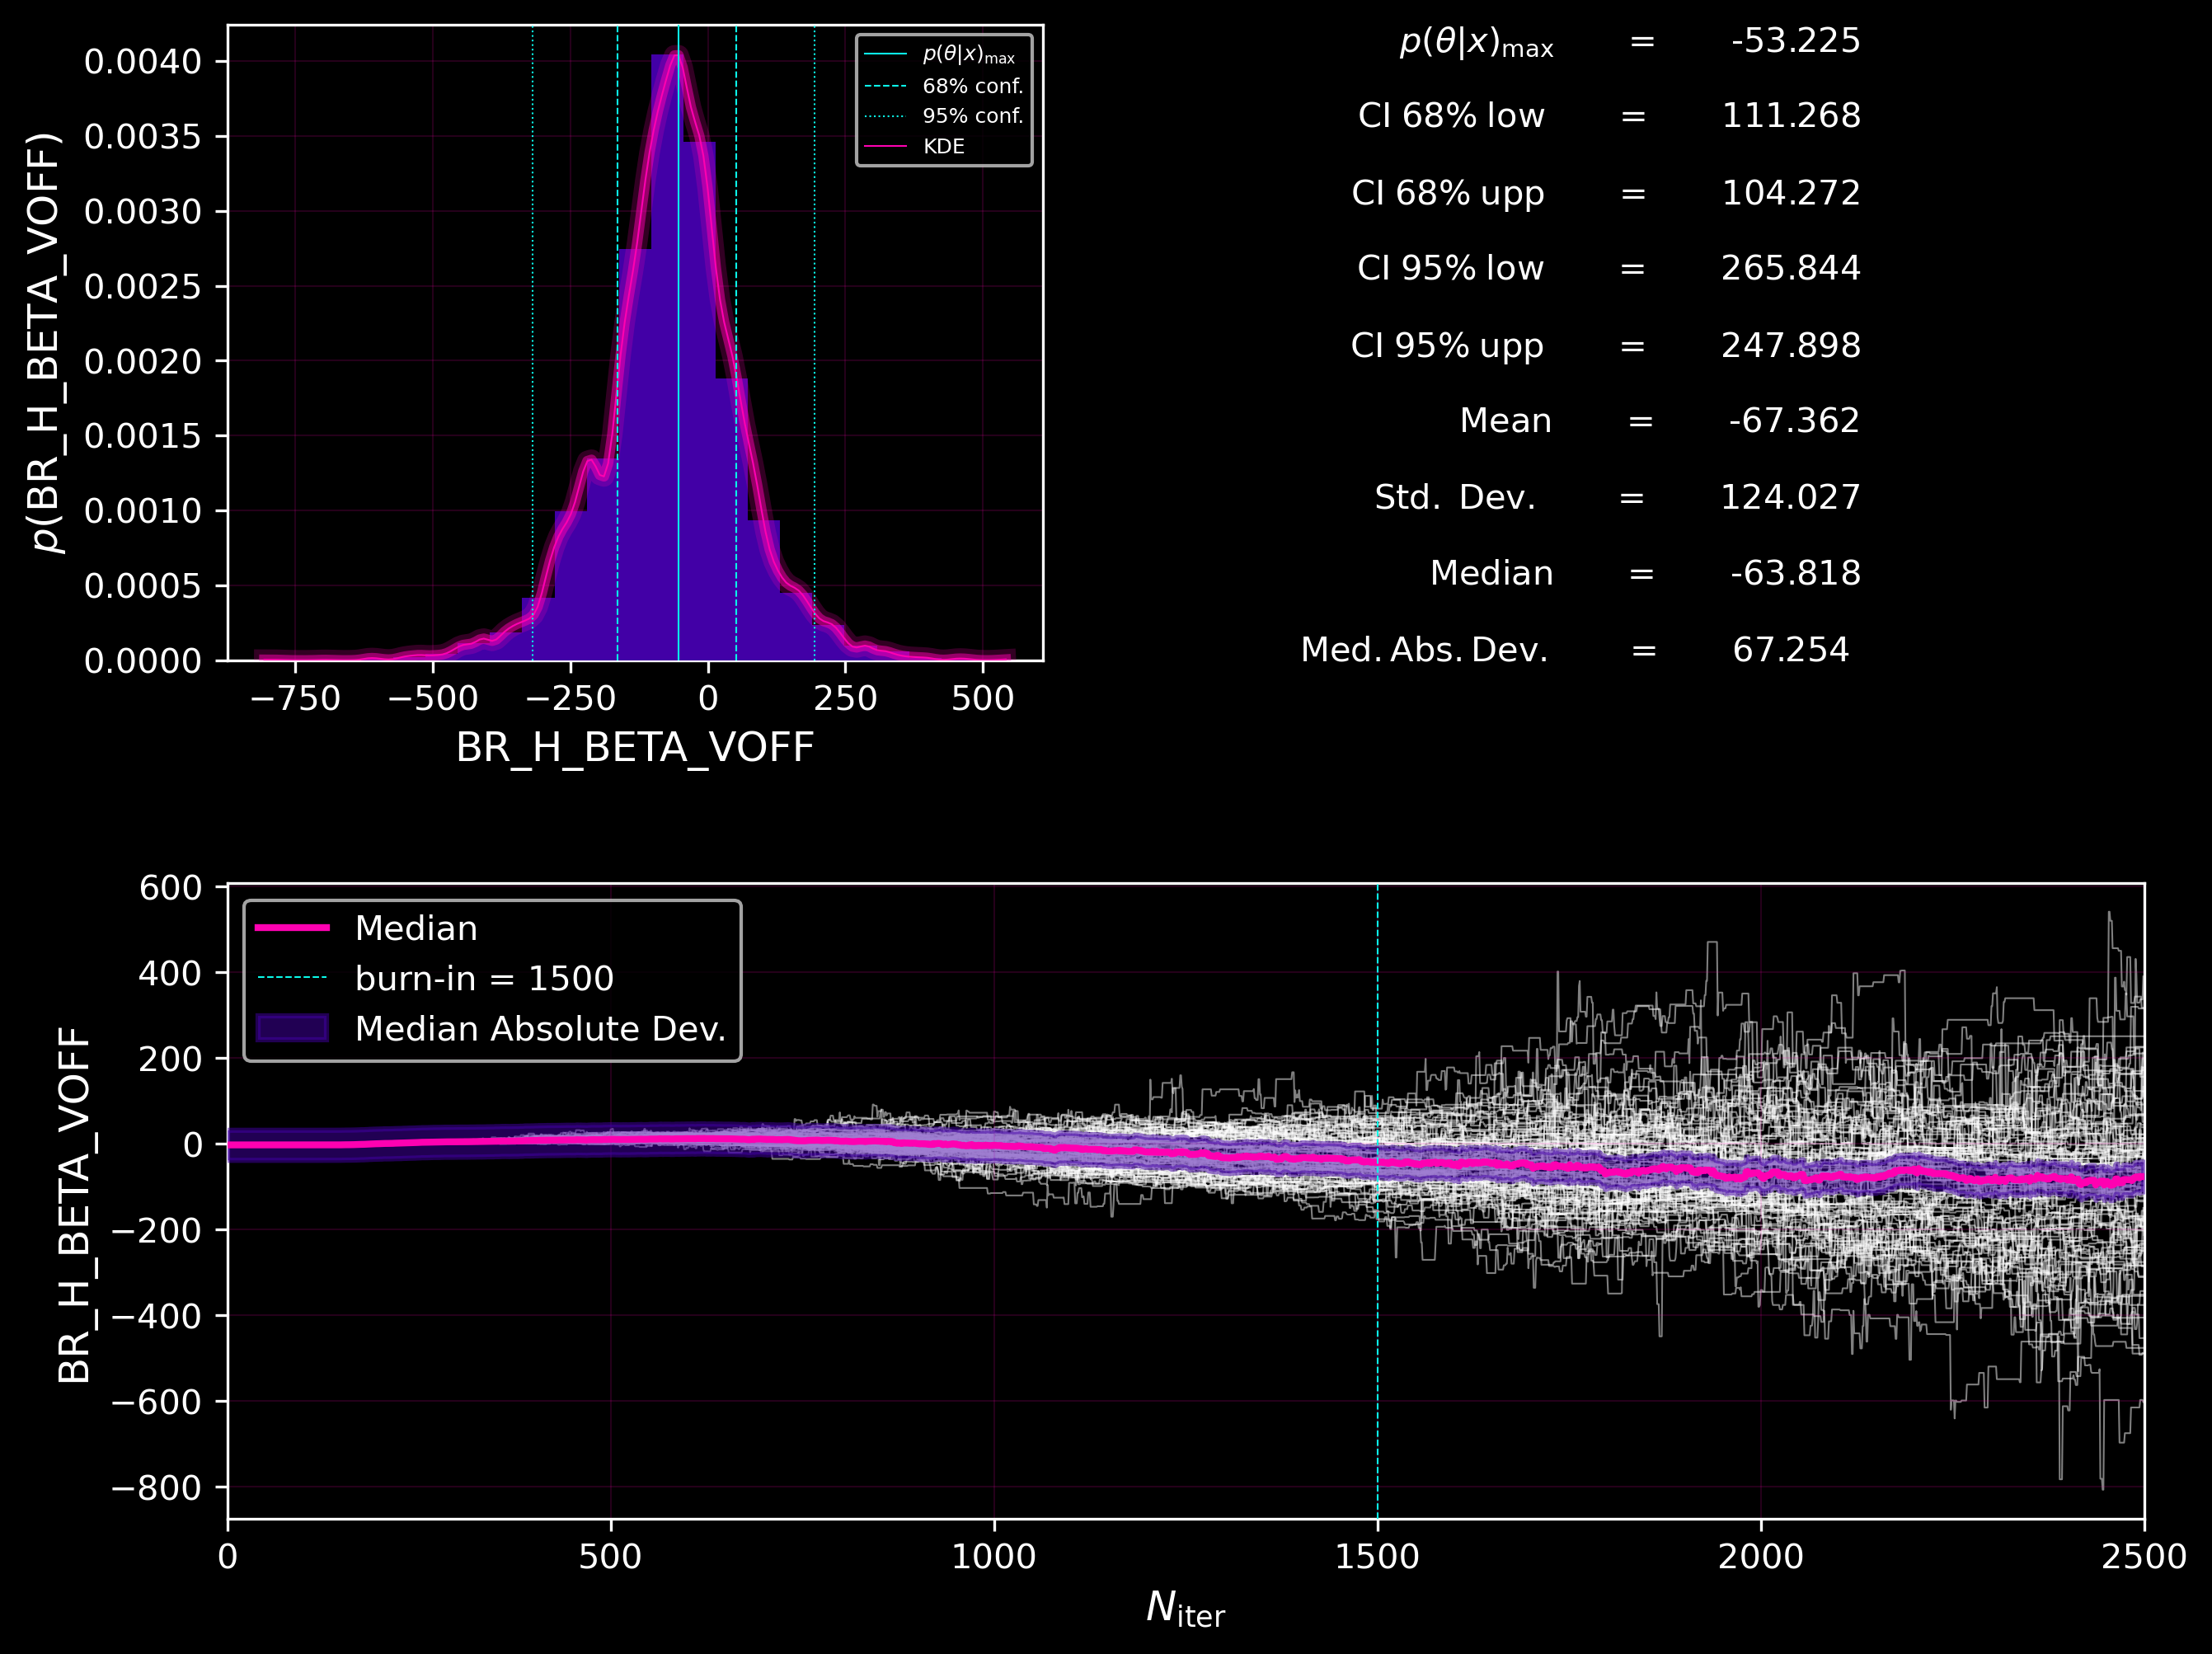 p(BR_H_BETA_VOFF)
0.0040
0.0035
0.0030
0.0025
0.0020
0.0015
0.0010
0.0005
0.0000
−750 −500 −250 0 250 500
BR_H_BETA_VOFF
p(θ|x)max
68% conf.
95% conf.
KDE
p(θ|x)max = -53.225
CI 68% low = 111.268
CI 68% upp = 104.272
CI 95% low = 265.844
CI 95% upp = 247.898
Mean = -67.362
Std. Dev. = 124.027
Median = -63.818
Med. Abs. Dev. = 67.254
BR_H_BETA_VOFF
600
400
200
0
−200
−400
−600
−800
Median
burn-in = 1500
Median Absolute Dev.
0 500 1000 1500 2000 2500
Niter